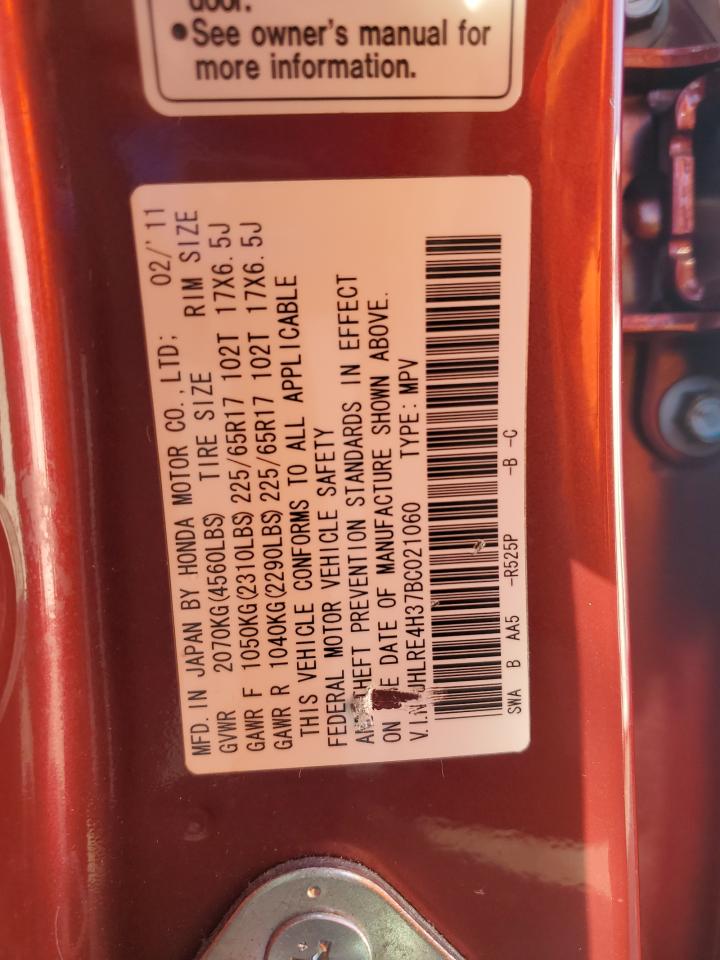 door.
●See owner's manual for
more information.
MFD. IN JAPAN BY HONDA MOTOR CO.,LTD; 02/'11
GVWR 2070KG(4560LBS) TIRE SIZE RIM SIZE
GAWR F 1050KG(2310LBS) 225/65R17 102T 17X6.5J
GAWR R 1040KG(2290LBS) 225/65R17 102T 17X6.5J
THIS VEHICLE CONFORMS TO ALL APPLICABLE
FEDERAL MOTOR VEHICLE SAFETY
PREVENTION STANDARDS IN EFFECT
ON DATE OF MANUFACTURE SHOWN ABOVE.
V.I.N. JHLRE4H37BC021060 TYPE: MPV
SWA B AA5 -R525P -B -C